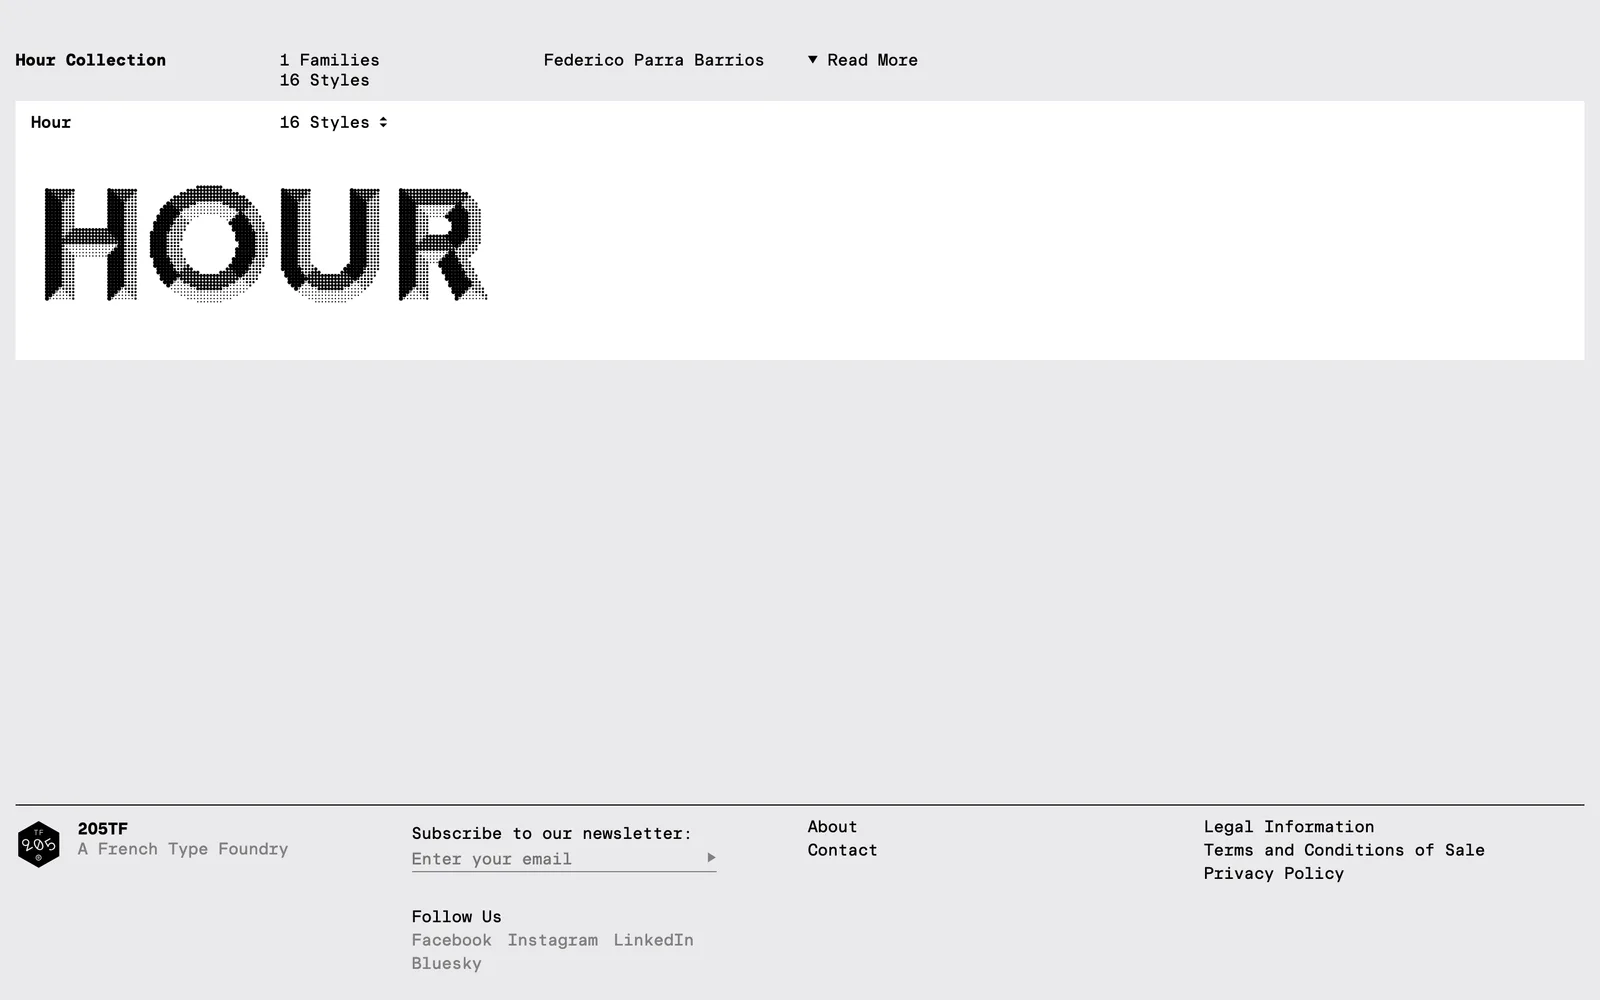 Hour Collection
1 Families
16 Styles
Federico Parra Barrios
▼ Read More
Hour
16 Styles
HOUR
TF
205
205TF
A French Type Foundry
Subscribe to our newsletter:
Enter your email
Follow Us
Facebook Instagram LinkedIn
Bluesky
About
Contact
Legal Information
Terms and Conditions of Sale
Privacy Policy